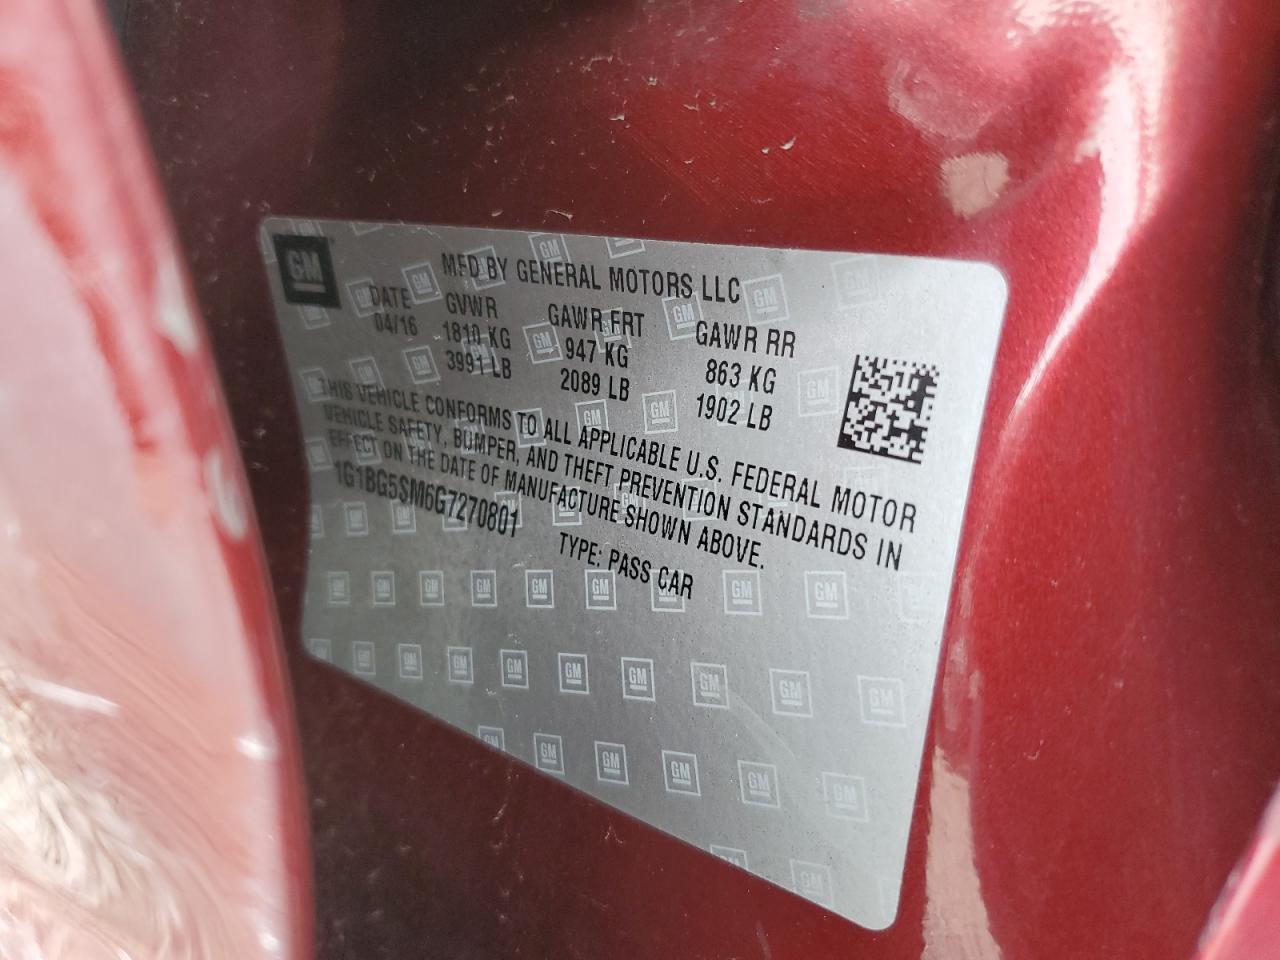 GM
MFD BY GENERAL MOTORS LLC
DATE GVWR GAWR FRT GAWR RR
04/16 1810 KG 947 KG 863 KG
3991 LB 2089 LB 1902 LB
THIS VEHICLE CONFORMS TO ALL APPLICABLE U.S. FEDERAL MOTOR
VEHICLE SAFETY, BUMPER, AND THEFT PREVENTION STANDARDS IN
EFFECT ON THE DATE OF MANUFACTURE SHOWN ABOVE.
1G1BG5SM6G7270801 TYPE: PASS CAR